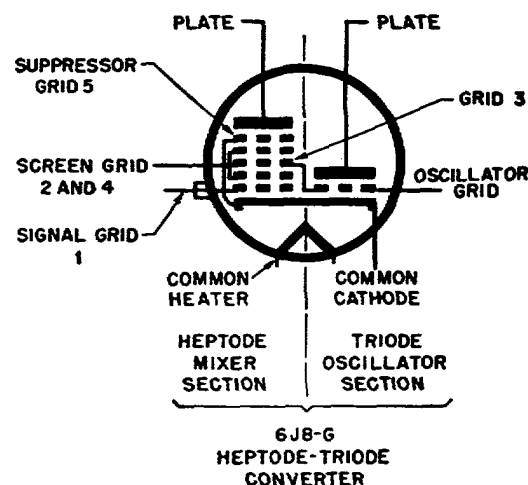 PLATE
PLATE
SUPPRESSOR
GRID 5
GRID 3
SCREEN GRID
2 AND 4
OSCILLATOR
GRID
SIGNAL GRID
1
COMMON
HEATER
COMMON
CATHODE
HEPTODE
MIXER
SECTION
TRIODE
OSCILLATOR
SECTION
6J8-G
HEPTODE-TRIODE
CONVERTER